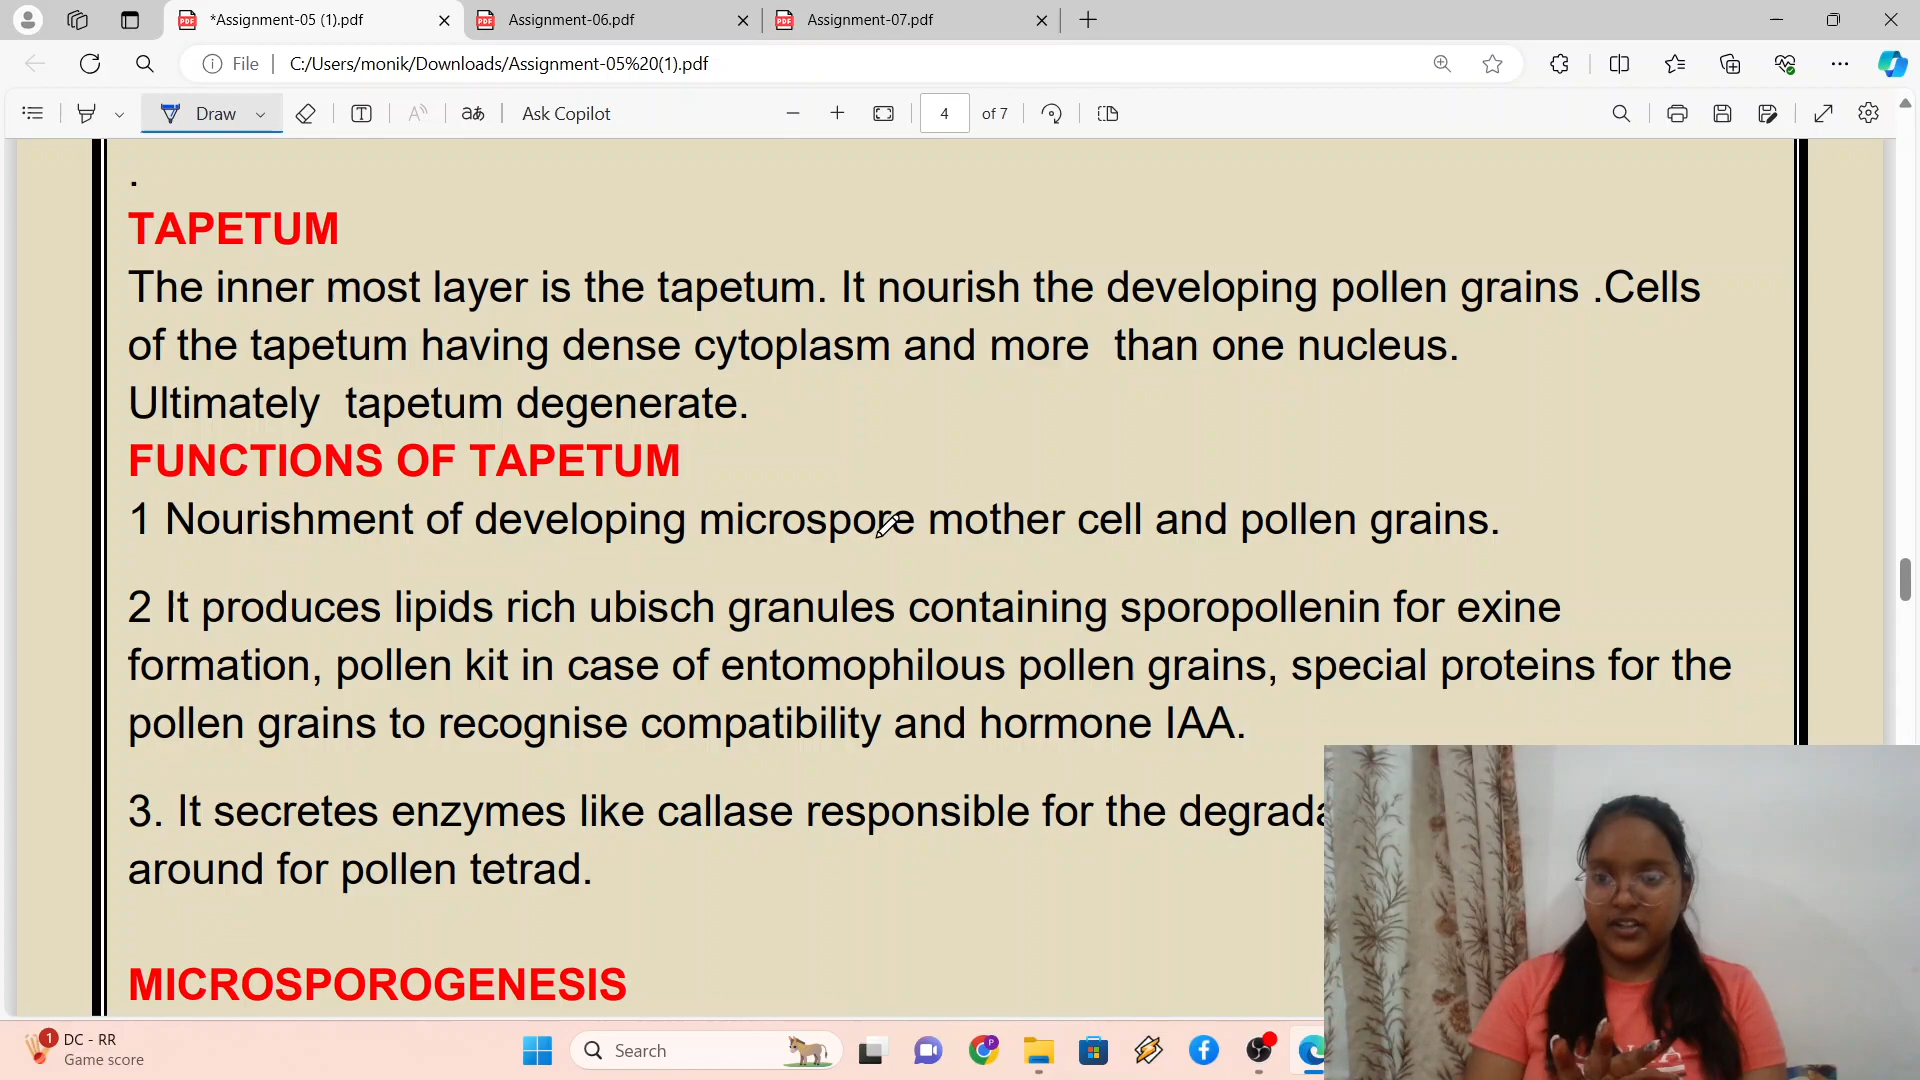 *Assignment-05 (1).pdf
Assignment-06.pdf
Assignment-07.pdf
File
C:/Users/monik/Downloads/Assignment-05%20(1).pdf
Draw
Ask Copilot
4 of 7
.
TAPETUM
The inner most layer is the tapetum. It nourish the developing pollen grains .Cells
of the tapetum having dense cytoplasm and more  than one nucleus.
Ultimately  tapetum degenerate.
FUNCTIONS OF TAPETUM
1 Nourishment of developing microspore mother cell and pollen grains.
2 It produces lipids rich ubisch granules containing sporopollenin for exine
formation, pollen kit in case of entomophilous pollen grains, special proteins for the
pollen grains to recognise compatibility and hormone IAA.
3. It secretes enzymes like callase responsible for the degrada
around for pollen tetrad.
MICROSPOROGENESIS
1
DC - RR
Game score
Search